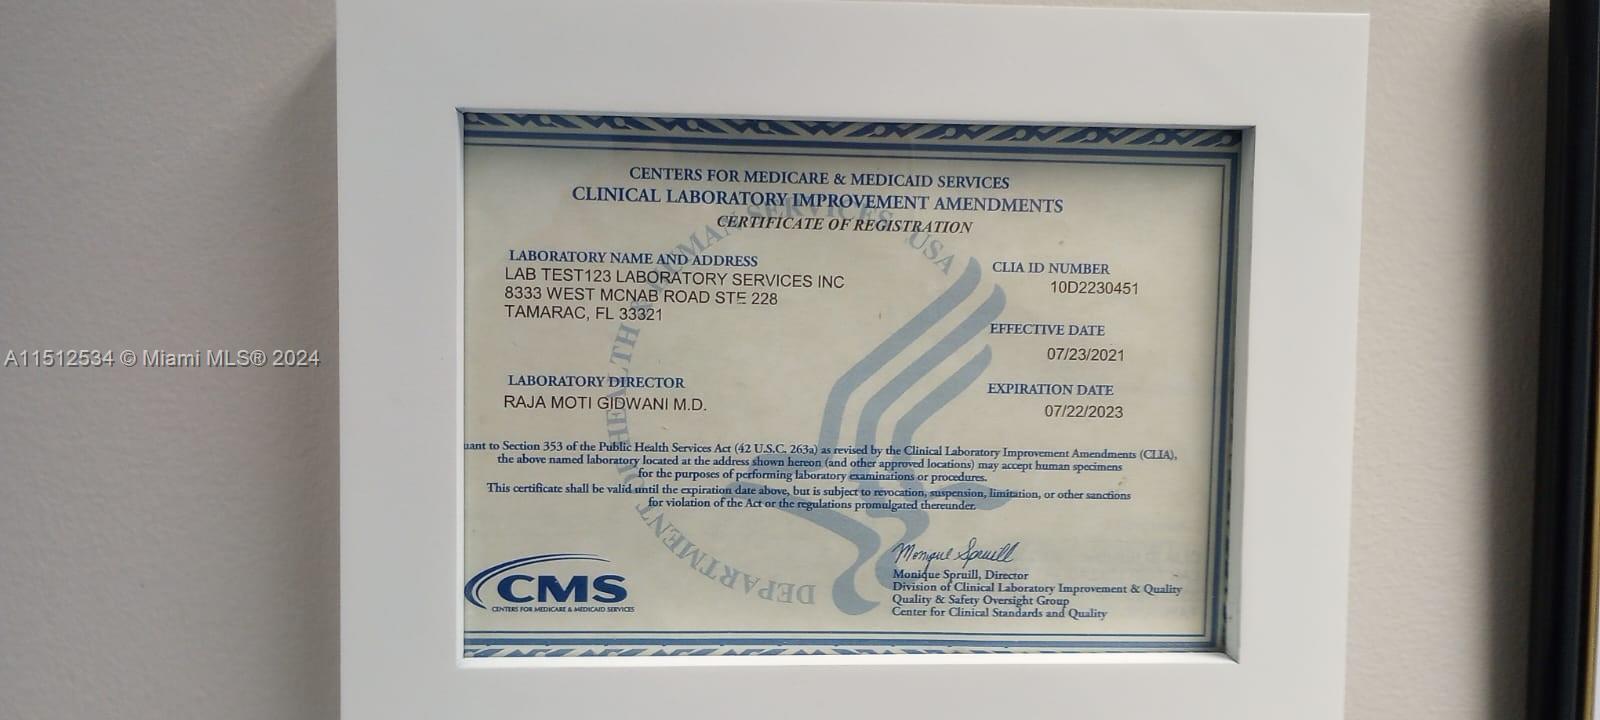 CENTERS FOR MEDICARE & MEDICAID SERVICES
CLINICAL LABORATORY IMPROVEMENT AMENDMENTS
CERTIFICATE OF REGISTRATION
LABORATORY NAME AND ADDRESS
LAB TEST123 LABORATORY SERVICES INC
8333 WEST MCNAB ROAD STE 228
TAMARAC, FL 33321
CLIA ID NUMBER
10D2230451
EFFECTIVE DATE
07/23/2021
LABORATORY DIRECTOR
RAJA MOTI GIDWANI M.D.
EXPIRATION DATE
07/22/2023
uant to Section 353 of the Public Health Services Act (42 U.S.C. 263a) as revised by the Clinical Laboratory Improvement Amendments (CLIA),
the above named laboratory located at the address shown hereon (and other approved locations) may accept human specimens
for the purposes of performing laboratory examinations or procedures.
This certificate shall be valid until the expiration date above, but is subject to revocation, suspension, limitation, or other sanctions
for violation of the Act or the regulations promulgated thereunder.
Monique Spruill
Monique Spruill, Director
Division of Clinical Laboratory Improvement & Quality
Quality & Safety Oversight Group
Center for Clinical Standards and Quality
CMS
CENTERS FOR MEDICARE & MEDICAID SERVICES
DEPARTMENT HEALTH & HUMAN SERVICES USA
A11512534 © Miami MLS® 2024